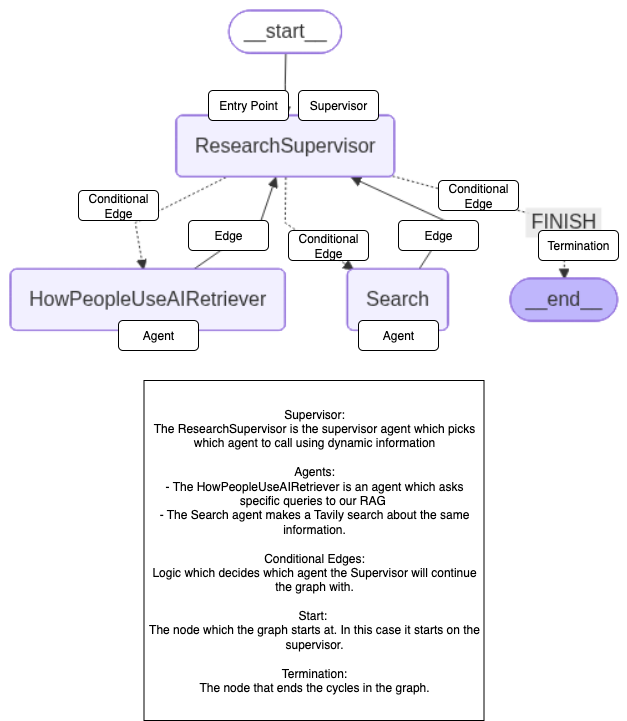 __start__
Entry Point
Supervisor
ResearchSupervisor
Conditional
Edge
Conditional
Edge
FINISH
Edge
Conditional
Edge
Edge
Termination
HowPeopleUseAIRetriever
Search
__end__
Agent
Agent
Supervisor:
The ResearchSupervisor is the supervisor agent which picks
which agent to call using dynamic information
Agents:
- The HowPeopleUseAIRetriever is an agent which asks
specific queries to our RAG
- The Search agent makes a Tavily search about the same
information.
Conditional Edges:
Logic which decides which agent the Supervisor will continue
the graph with.
Start:
The node which the graph starts at. In this case it starts on the
supervisor.
Termination:
The node that ends the cycles in the graph.